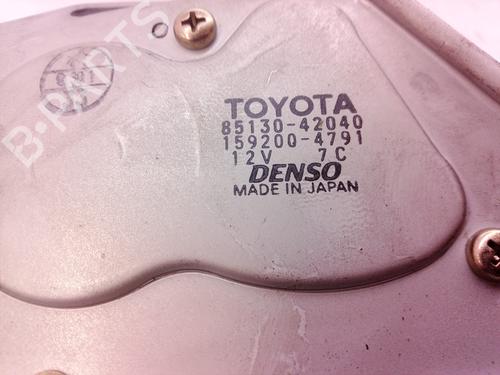 TOYOTA
85130-42040
159200-4791
12V 7C
DENSO
MADE IN JAPAN
B-PARTS